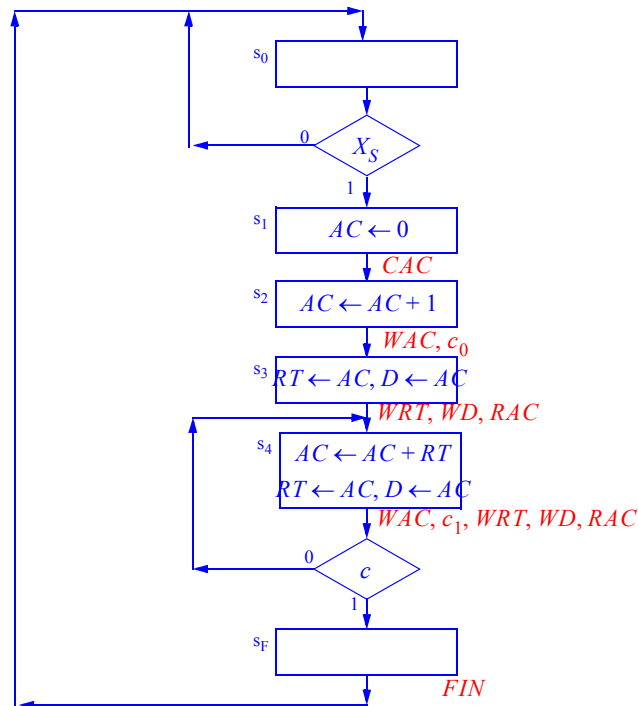 s0
0
X_S
1
s1
AC ← 0
CAC
s2
AC ← AC + 1
WAC, c0
s3
RT ← AC, D ← AC
WRT, WD, RAC
s4
AC ← AC + RT
RT ← AC, D ← AC
WAC, c1, WRT, WD, RAC
0
c
1
sF
FIN